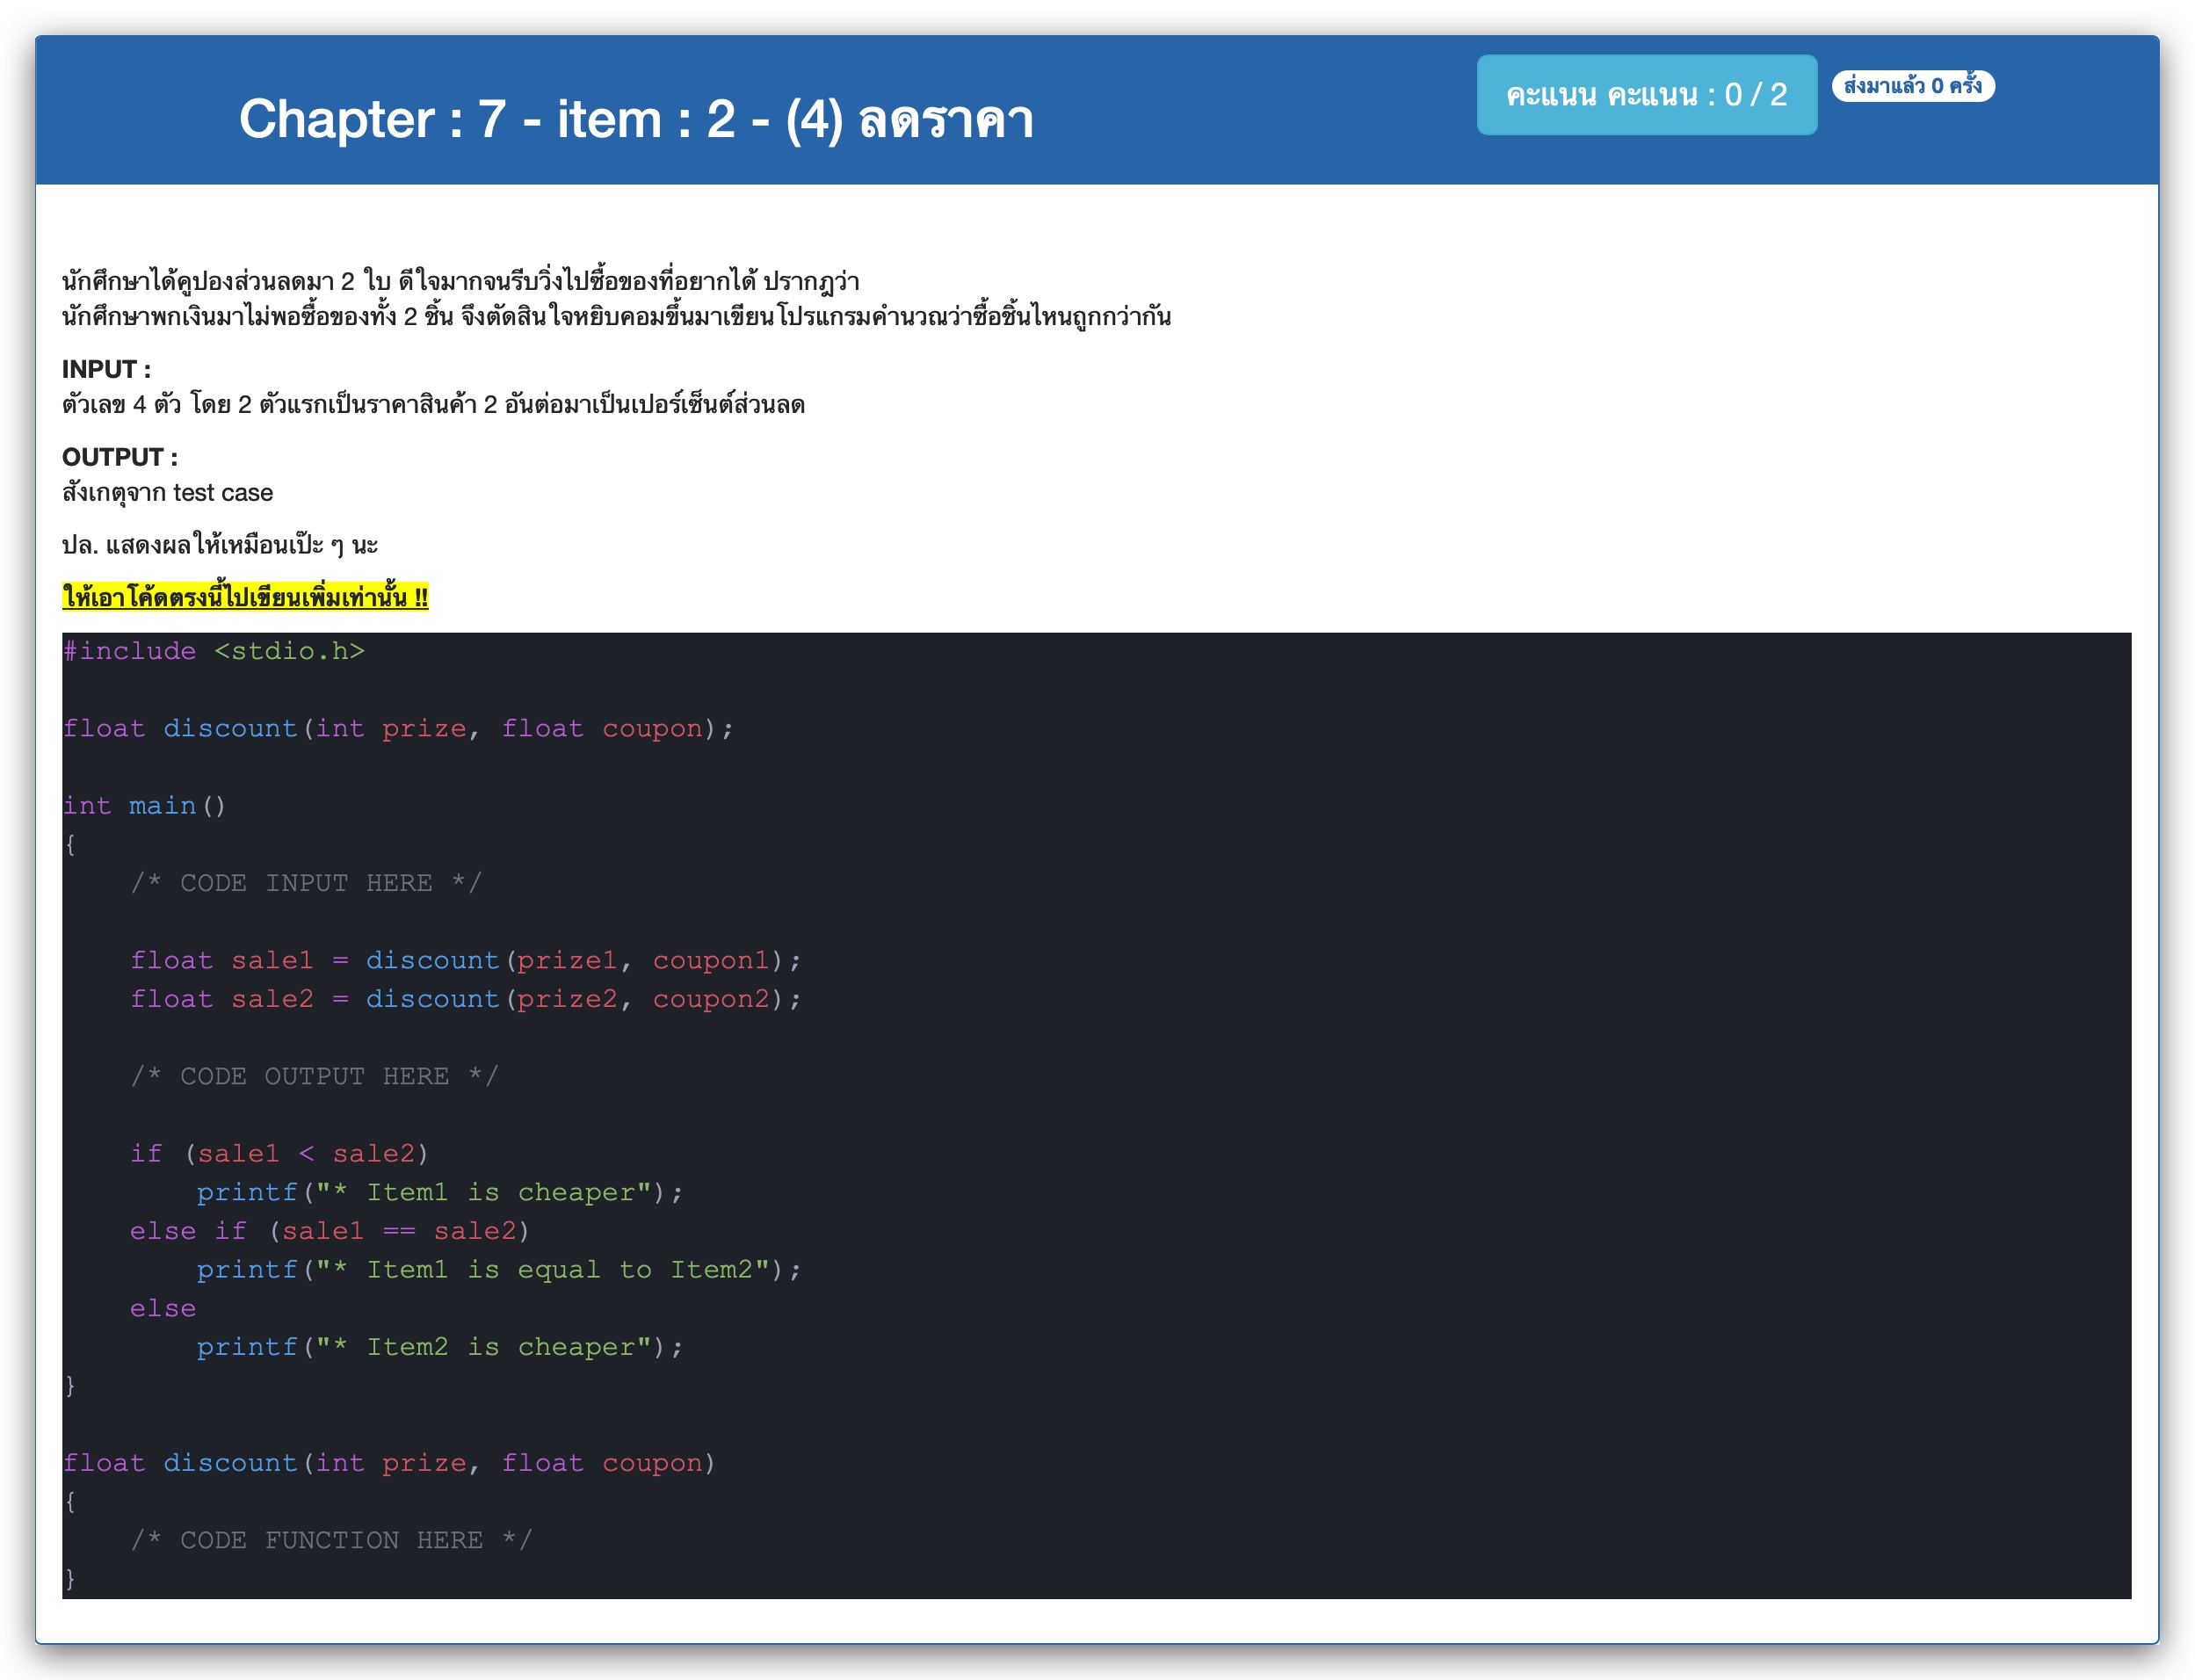 Chapter : 7 - item : 2 - (4) ลดราคา
คะแนน คะแนน : 0 / 2
ส่งมาแล้ว 0 ครั้ง
นักศึกษาได้คูปองส่วนลดมา 2 ใบ ดีใจมากจนรีบวิ่งไปซื้อของที่อยากได้ ปรากฎว่า
นักศึกษาพกเงินมาไม่พอซื้อของทั้ง 2 ชิ้น จึงตัดสินใจหยิบคอมขึ้นมาเขียนโปรแกรมคำนวณว่าซื้อชิ้นไหนถูกกว่ากัน
INPUT :
ตัวเลข 4 ตัว โดย 2 ตัวแรกเป็นราคาสินค้า 2 อันต่อมาเป็นเปอร์เซ็นต์ส่วนลด
OUTPUT :
สังเกตุจาก test case
ปล. แสดงผลให้เหมือนเป๊ะ ๆ นะ
ให้เอาโค้ดตรงนี้ไปเขียนเพิ่มเท่านั้น !!
#include <stdio.h>
float discount(int prize, float coupon);
int main()
{
    /* CODE INPUT HERE */
    float sale1 = discount(prize1, coupon1);
    float sale2 = discount(prize2, coupon2);
    /* CODE OUTPUT HERE */
    if (sale1 < sale2)
        printf("* Item1 is cheaper");
    else if (sale1 == sale2)
        printf("* Item1 is equal to Item2");
    else
        printf("* Item2 is cheaper");
}
float discount(int prize, float coupon)
{
    /* CODE FUNCTION HERE */
}